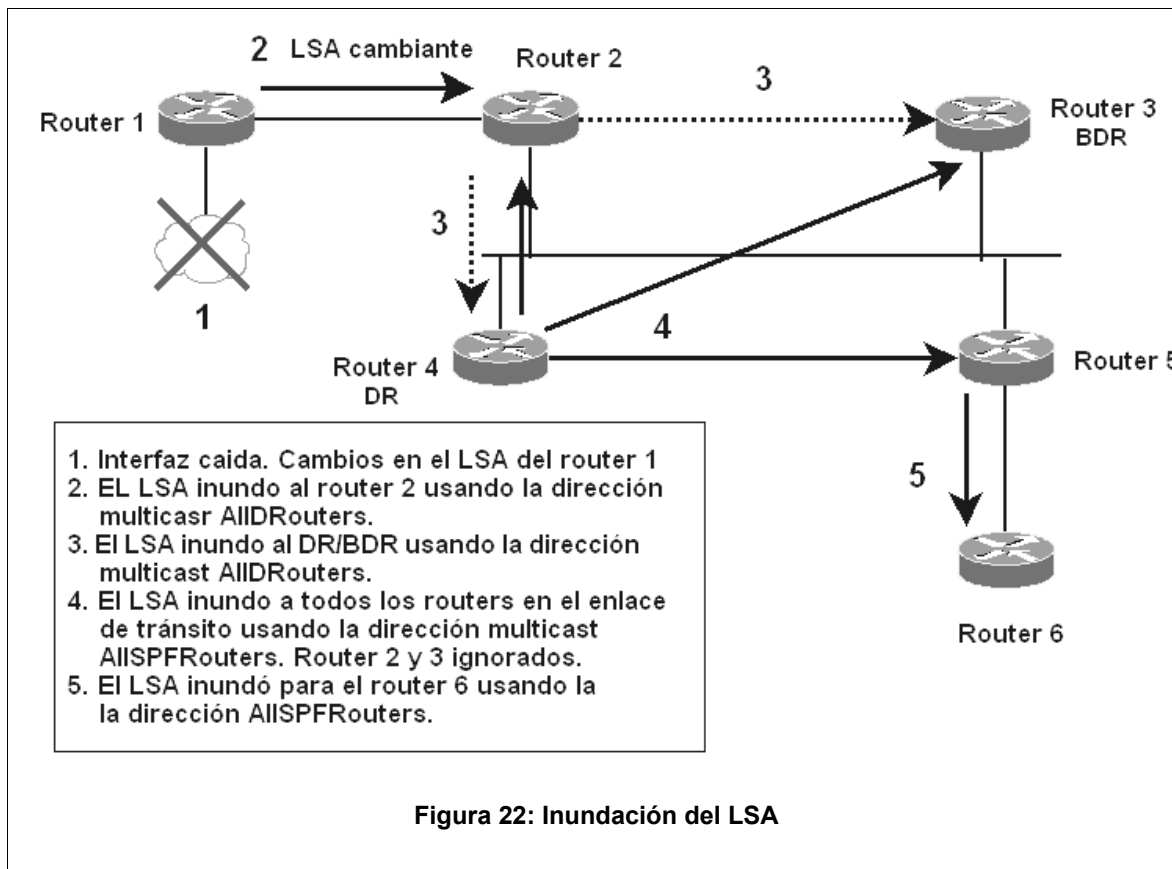 2 LSA cambiante
Router 2
3
Router 1
Router 3
BDR
3
1
4
Router 4
DR
Router 5
5
Router 6
1. Interfaz caida. Cambios en el LSA del router 1
2. EL LSA inundo al router 2 usando la dirección
multicasr AllDRouters.
3. El LSA inundo al DR/BDR usando la dirección
multicast AllDRouters.
4. El LSA inundo a todos los routers en el enlace
de tránsito usando la dirección multicast
AllSPFRouters. Router 2 y 3 ignorados.
5. El LSA inundó para el router 6 usando la
la dirección AllSPFRouters.
Figura 22: Inundación del LSA